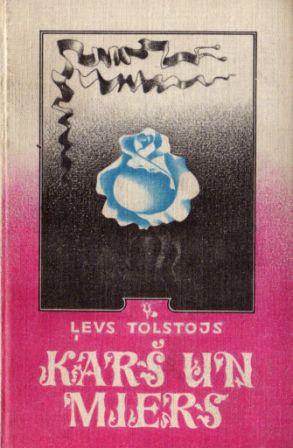 ĻEVS TOLSTOJS
KARŠ UN
MIERS